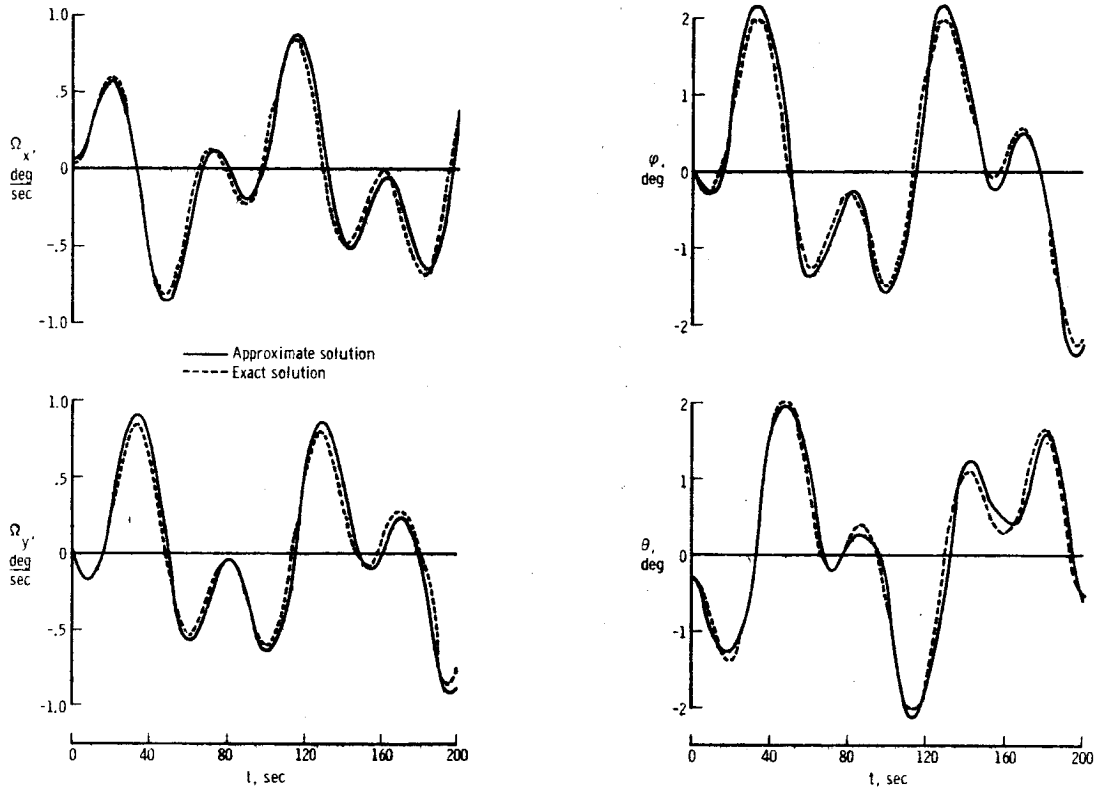 1.0
.5
0
-.5
-1.0
Ωx,
deg
sec
2
1
0
-1
-2
φ,
deg
Approximate solution
Exact solution
1.0
.5
0
-.5
-1.0
Ωy,
deg
sec
0 40 80 120 160 200
t, sec
2
1
0
-1
-2
θ,
deg
0 40 80 120 160 200
t, sec